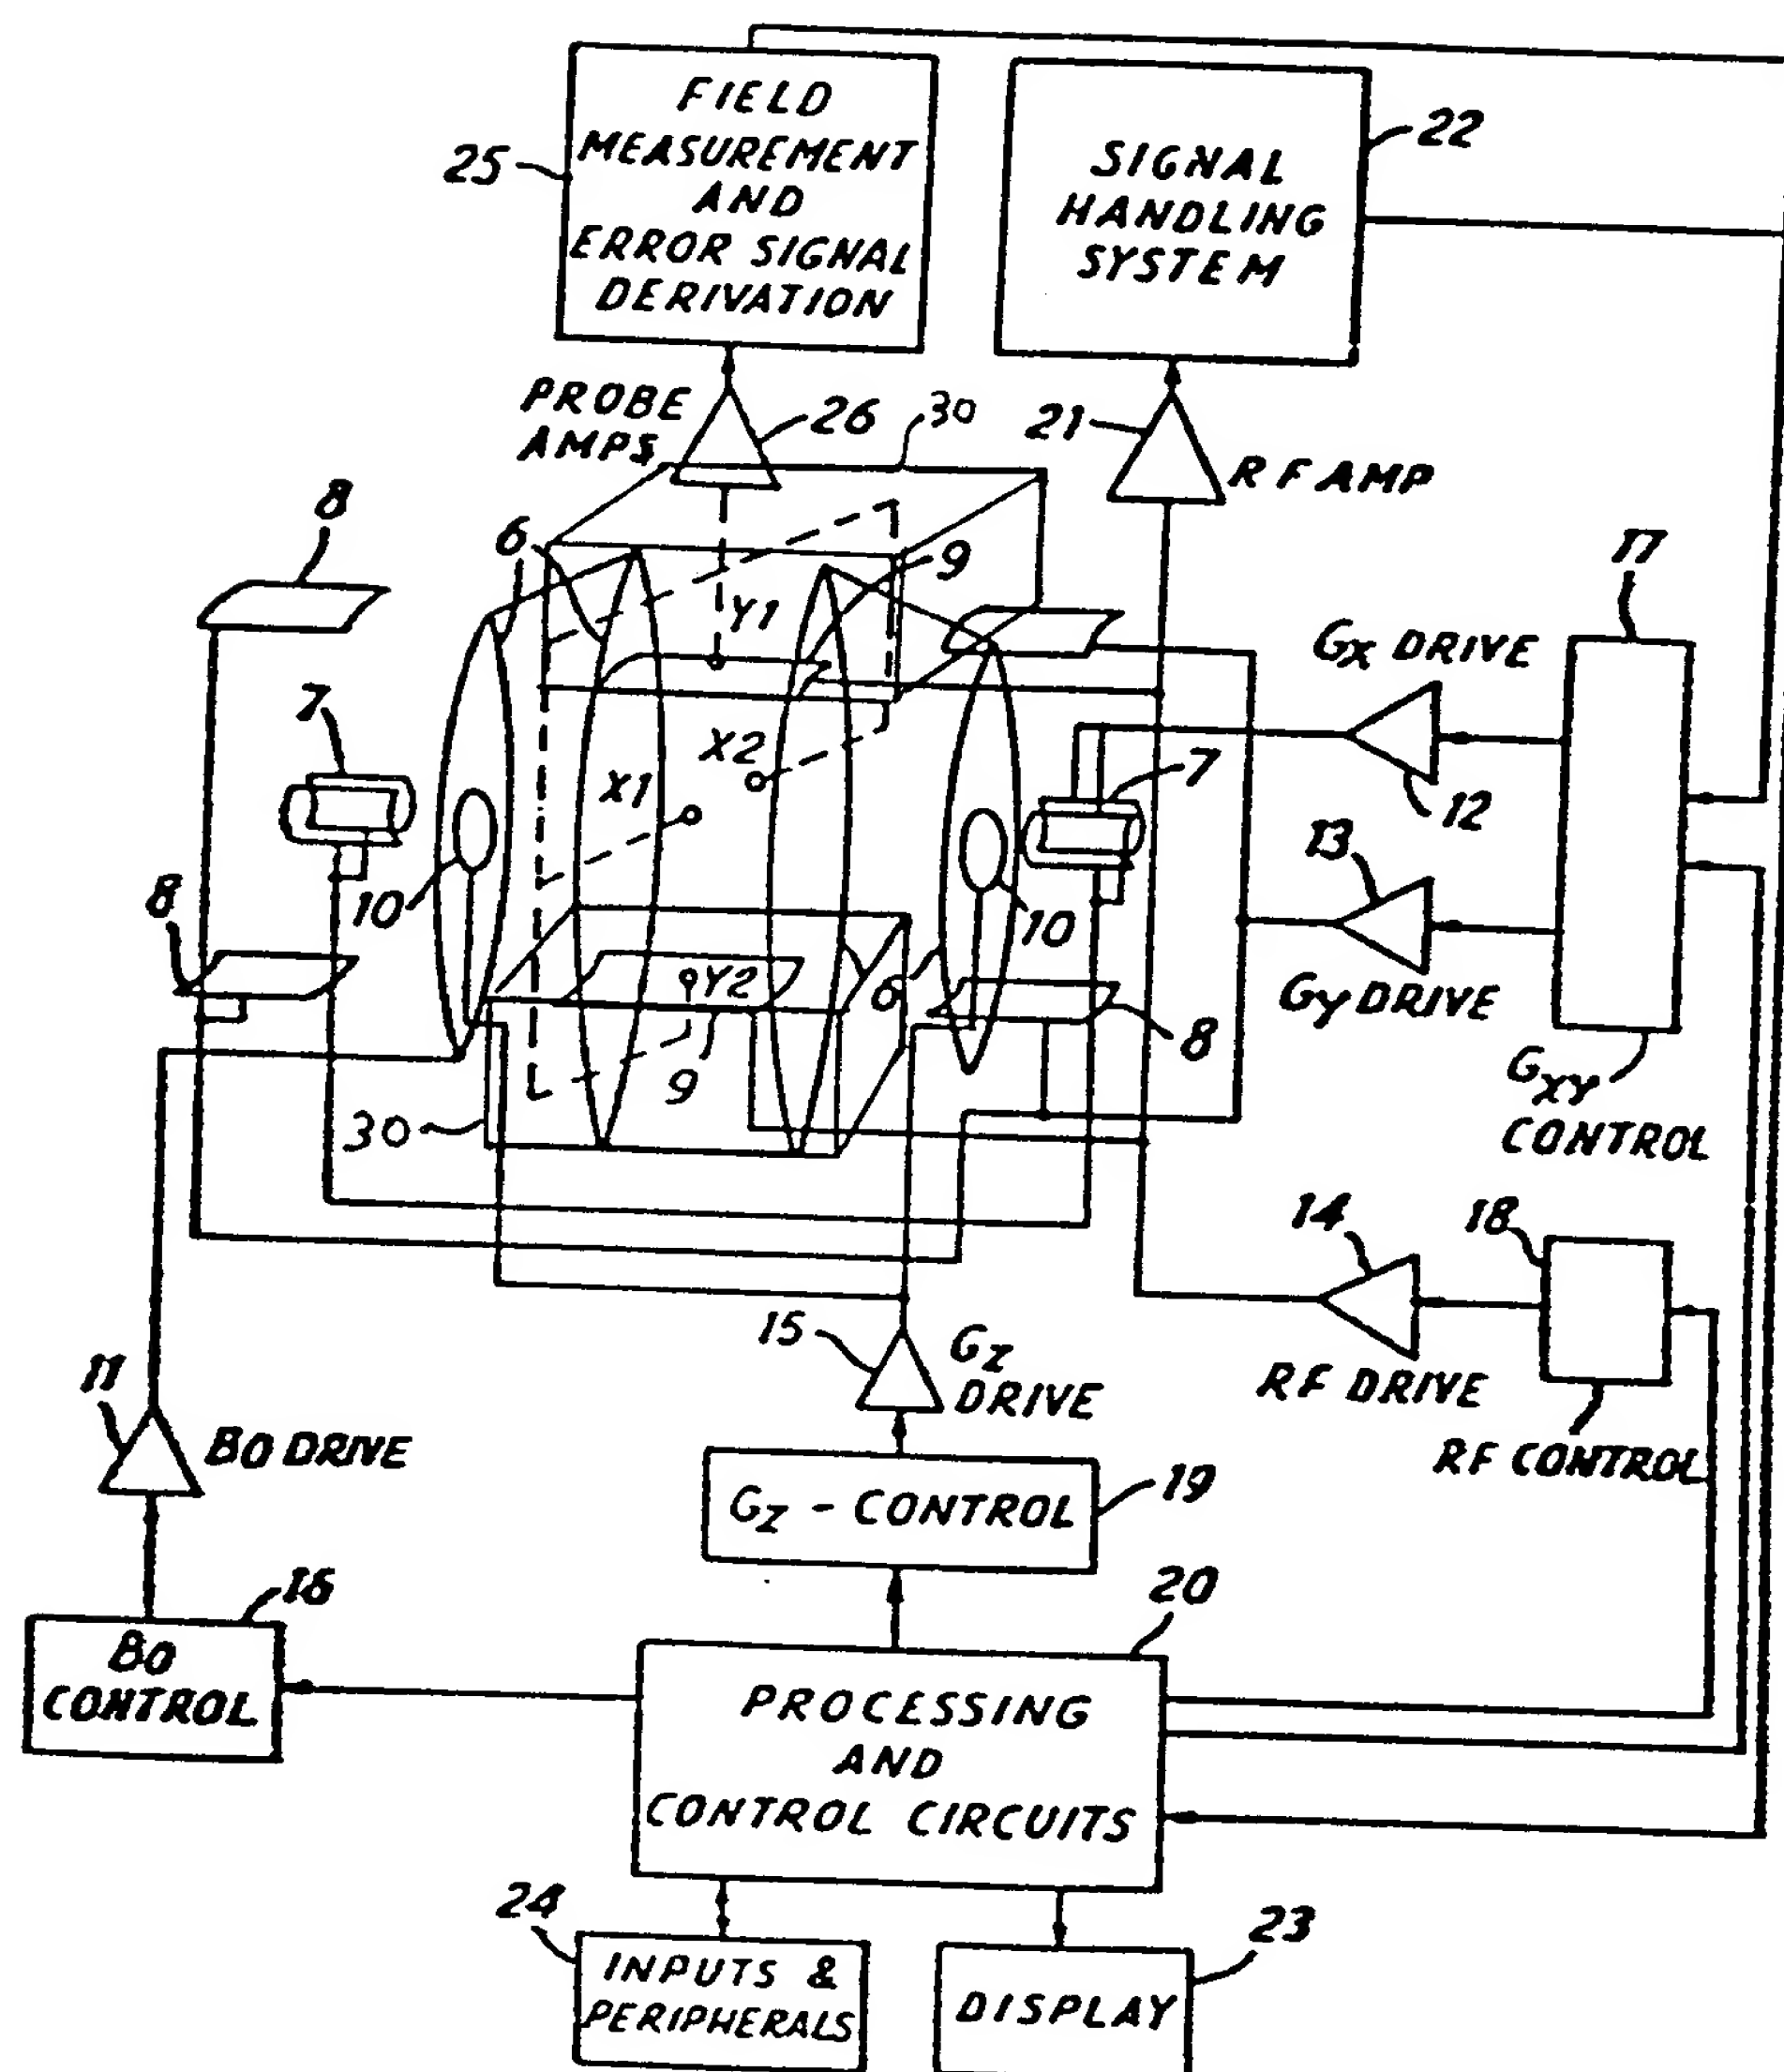 FIELD
MEASUREMENT
AND
ERROR SIGNAL
DERIVATION
25
SIGNAL
HANDLING
SYSTEM
22
PROBE
AMPS
26
30
21
RF AMP
8
6
9
17
Y1
GX DRIVE
7
X2
X1
7
12
13
8
10
10
Y2
6
8
GY DRIVE
9
30
GXY
CONTROL
14
18
15
GZ
DRIVE
RF DRIVE
11
BO DRIVE
RF CONTROL
GZ - CONTROL
19
16
20
BO
CONTROL
PROCESSING
AND
CONTROL CIRCUITS
24
23
INPUTS &
PERIPHERALS
DISPLAY